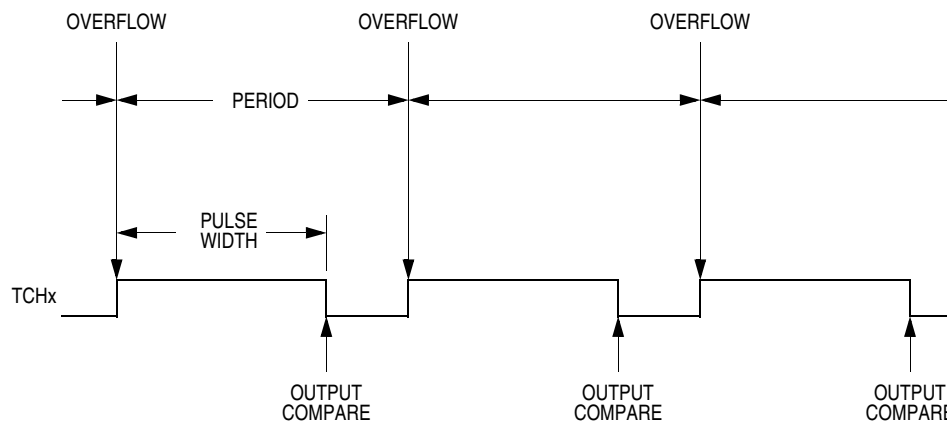 OVERFLOW OVERFLOW OVERFLOW
PERIOD
PULSE
WIDTH
TCHx
OUTPUT
COMPARE
OUTPUT
COMPARE
OUTPUT
COMPARE